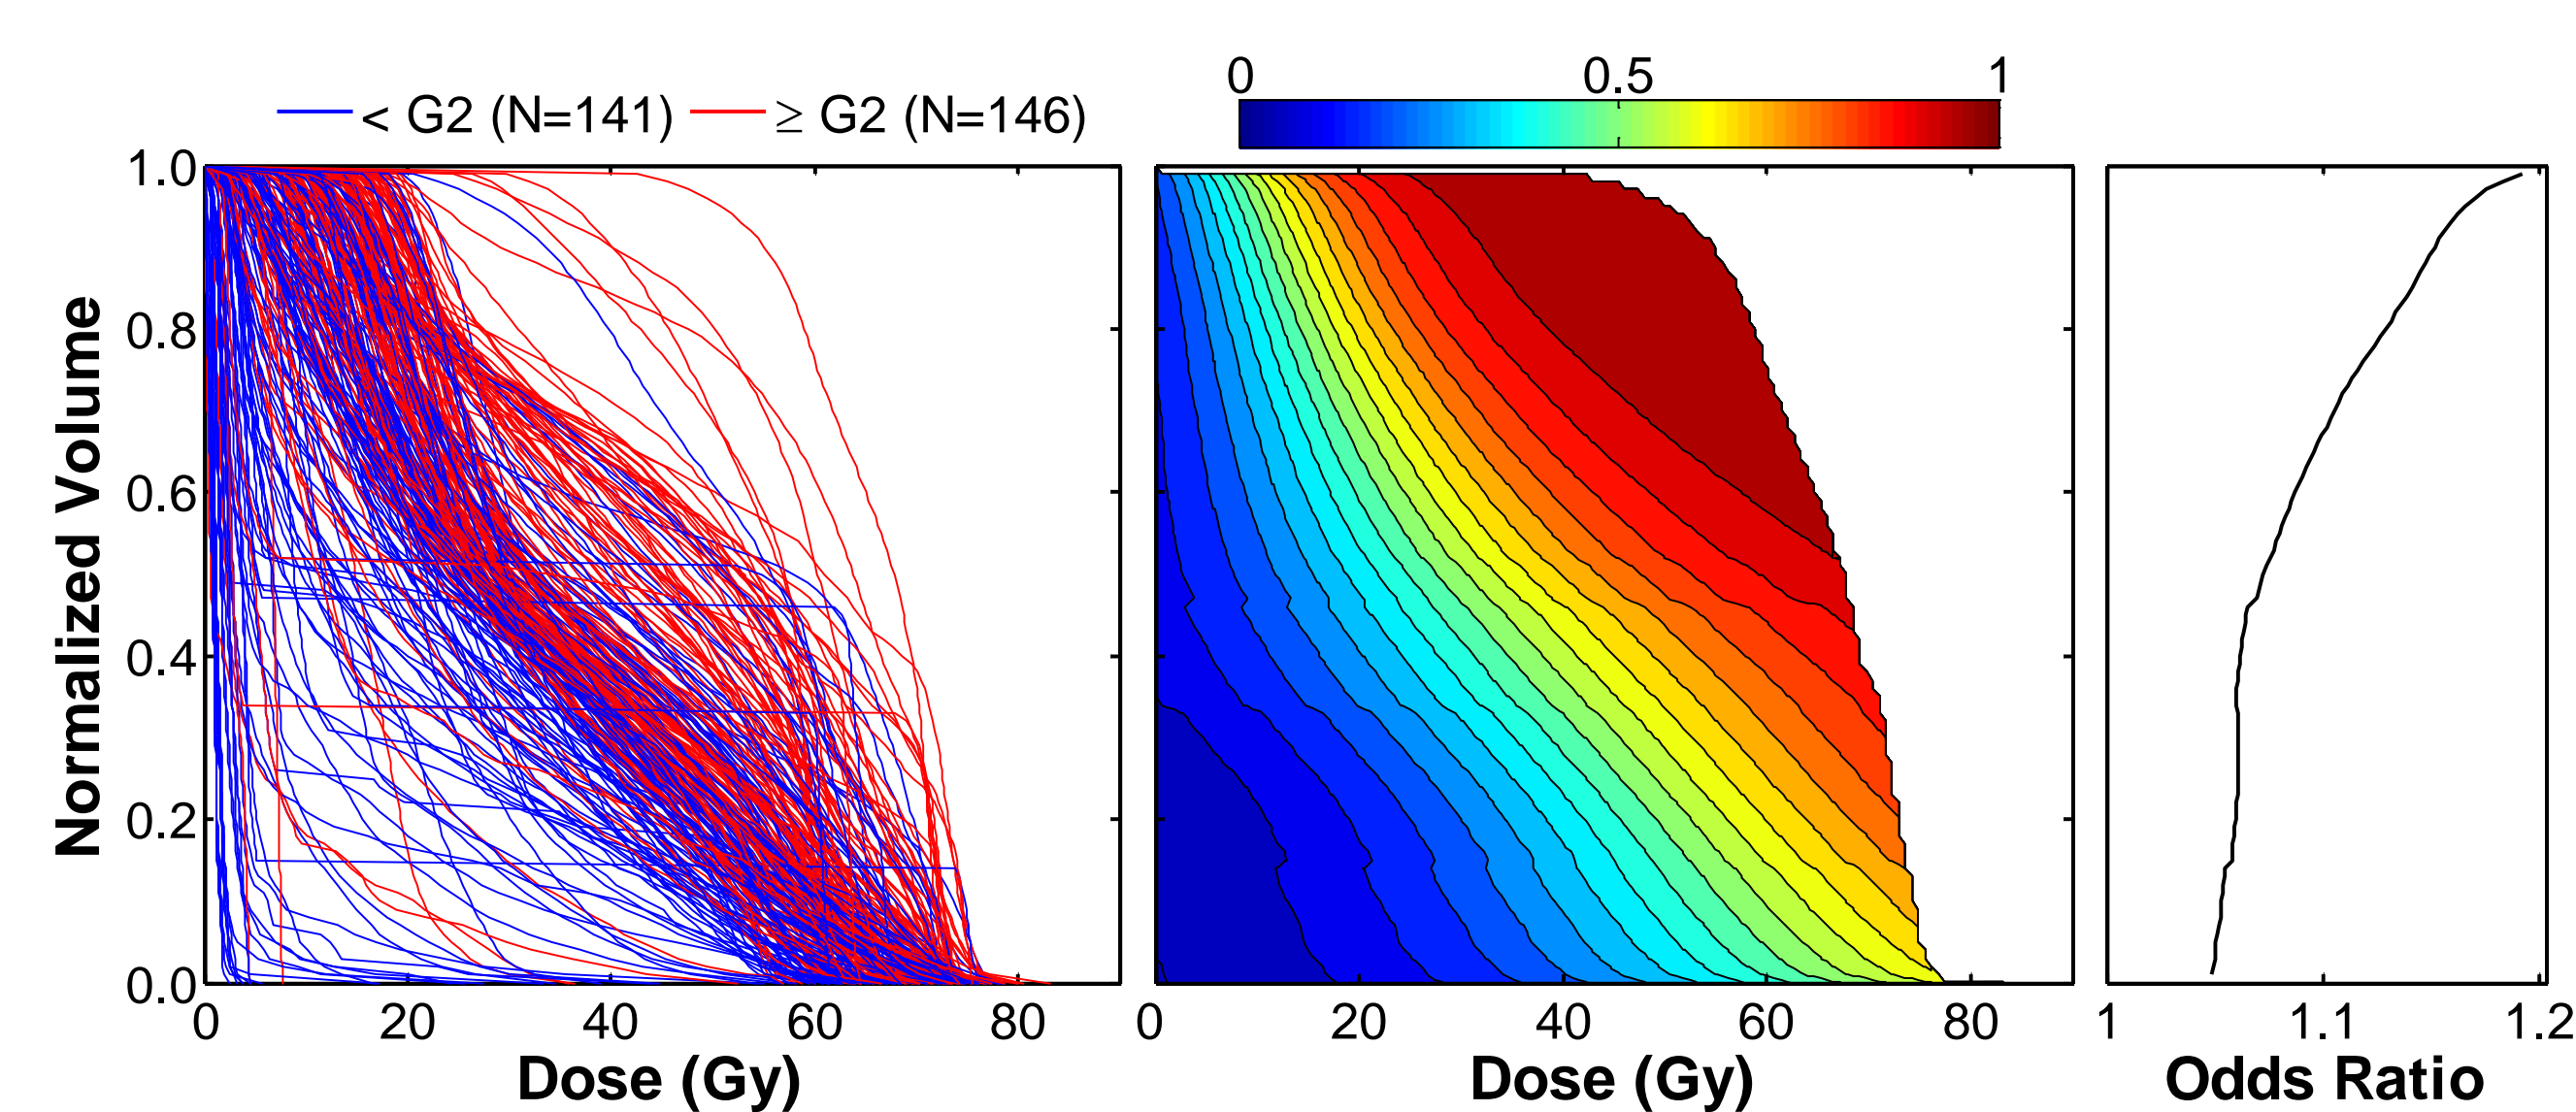 0 0.5 1
< G2 (N=141) ≥ G2 (N=146)
Normalized Volume
1.0
0.8
0.6
0.4
0.2
0.0
0 20 40 60 80
0 20 40 60 80
1 1.1 1.2
Dose (Gy)
Dose (Gy)
Odds Ratio